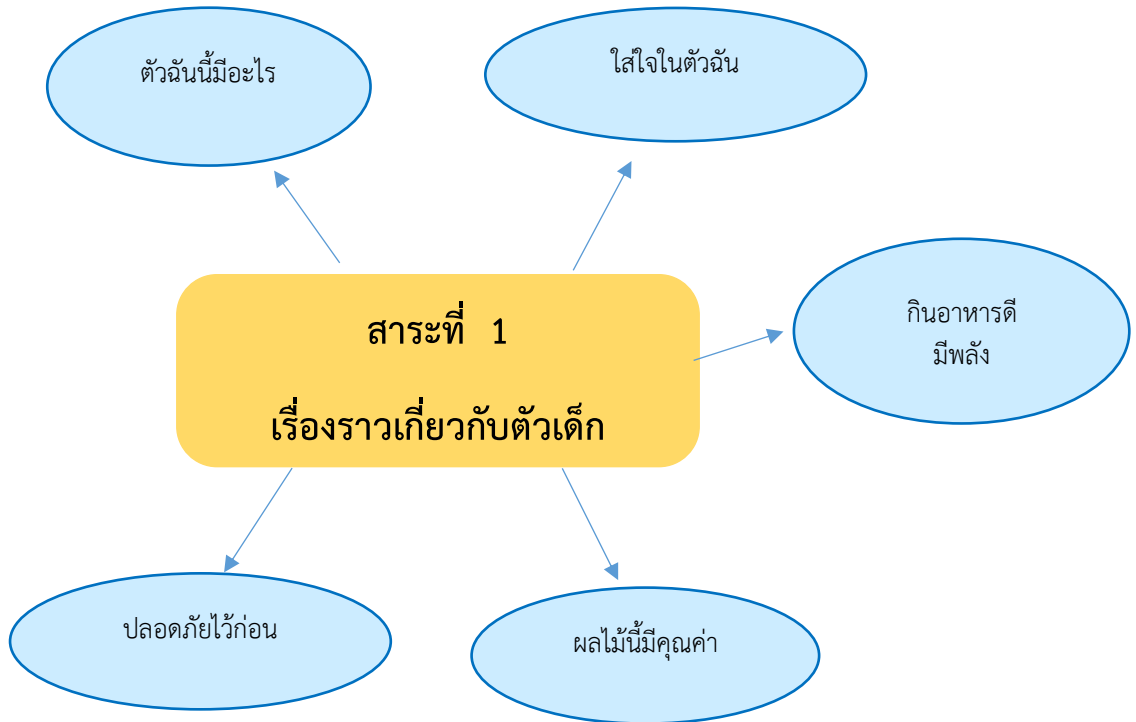 ตัวฉันนี้มีอะไร
ใส่ใจในตัวฉัน
กินอาหารดี
มีพลัง
สาระที่ 1
เรื่องราวเกี่ยวกับตัวเด็ก
ปลอดภัยไว้ก่อน
ผลไม้นี้มีคุณค่า